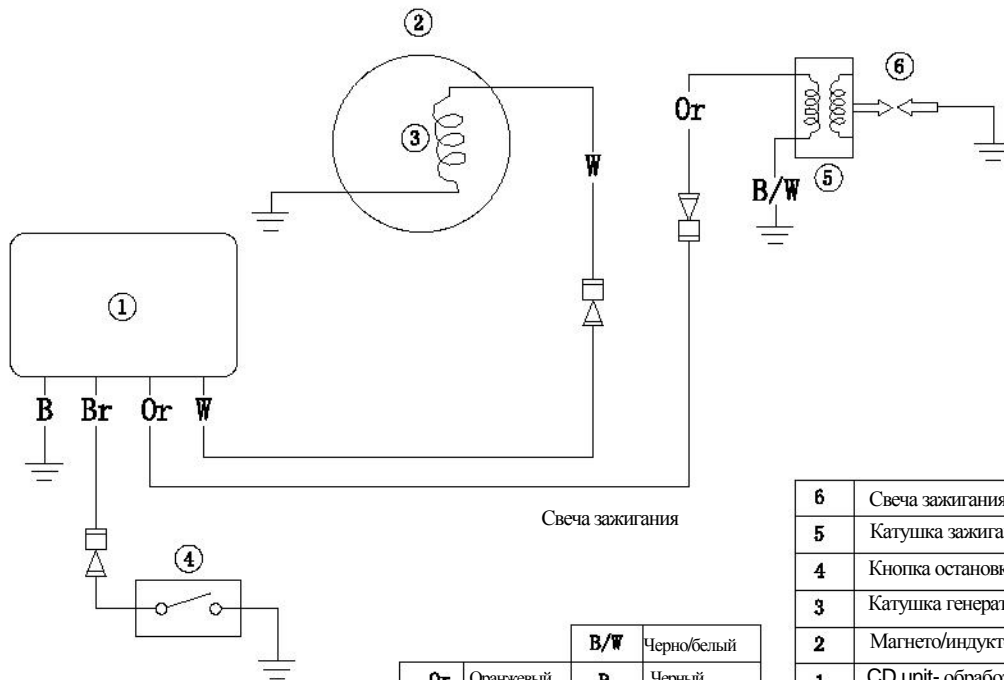 2
6
3
Or
W
B/W
5
1
B Br Or W
Свеча зажигания
4
6 Свеча зажигания
5 Катушка зажига
4 Кнопка остановк
3 Катушка генерат
2 Магнето/индукт
1 CD unit- обрабо
B/W Черно/белый
Or Оранжевый B Черный